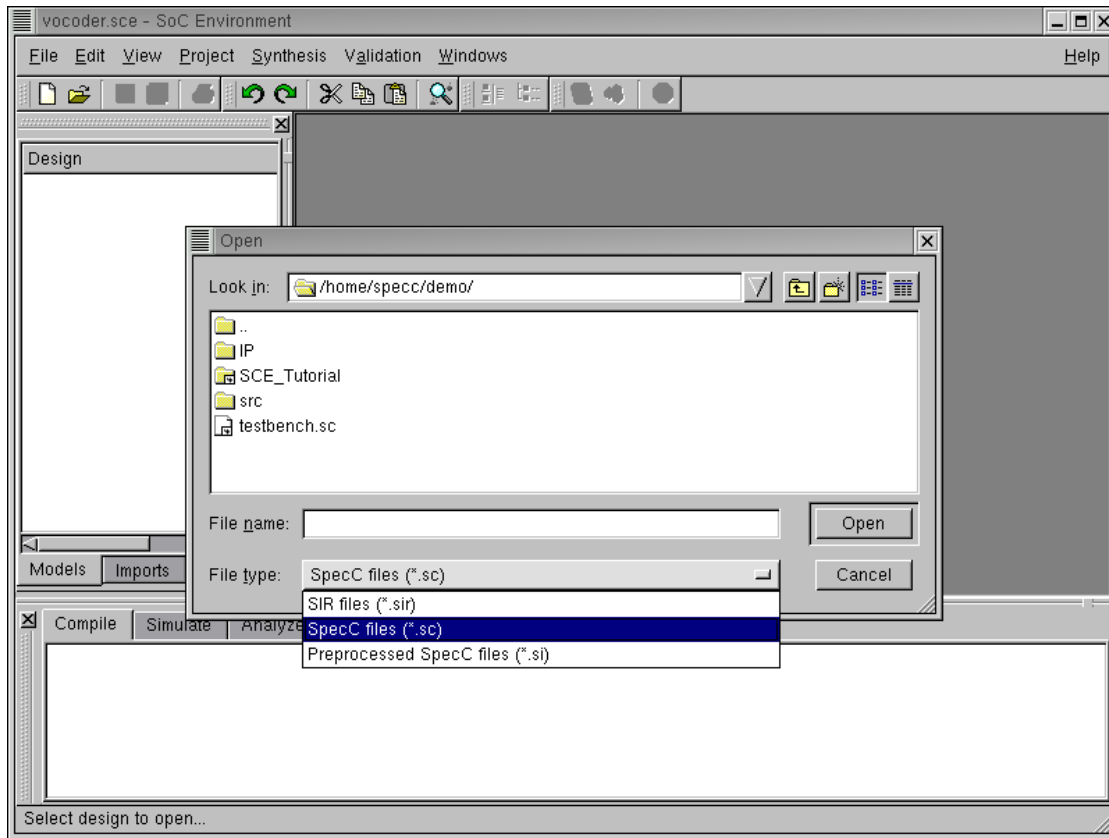 vocoder.sce - SoC Environment
File Edit View Project Synthesis Validation Windows Help
Design
Open
Look in: /home/specc/demo/
..
IP
SCE_Tutorial
src
testbench.sc
File name: Open
Models Imports
File type: SpecC files (*.sc) Cancel
SIR files (*.sir)
Compile Simulate Analyze
SpecC files (*.sc)
Preprocessed SpecC files (*.si)
Select design to open...